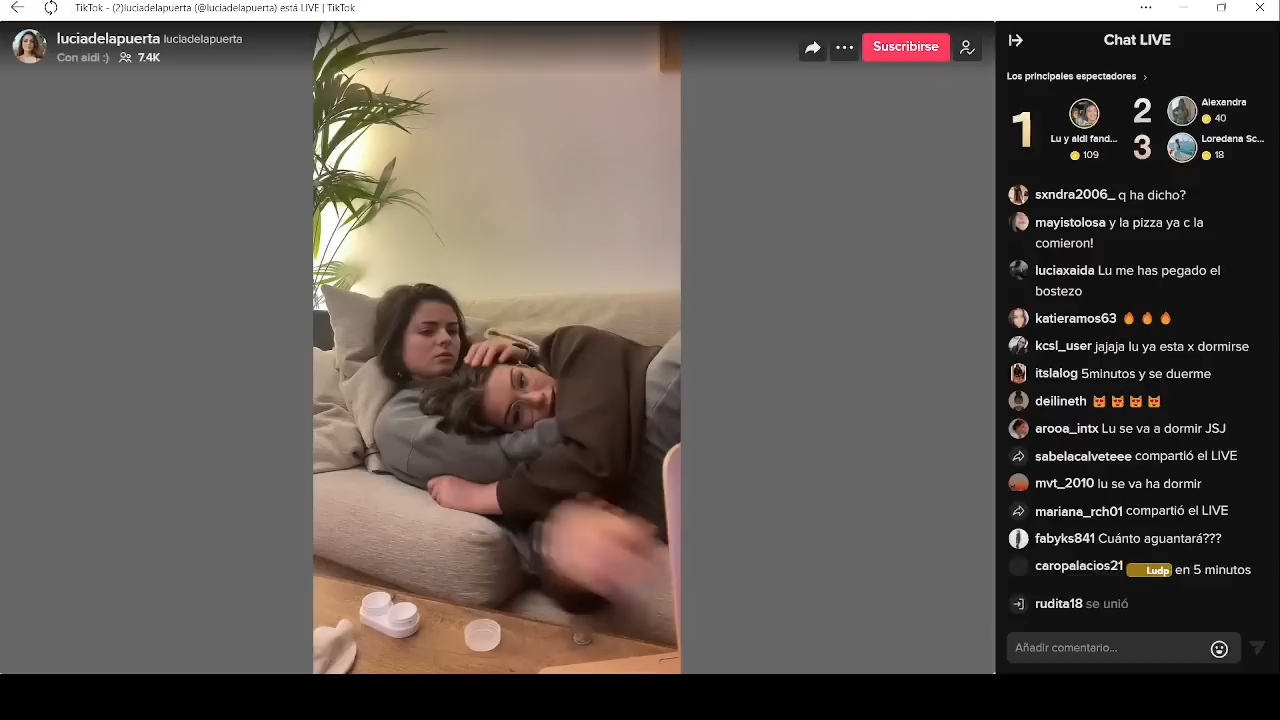 TikTok - (2)luciadelapuerta (@luciadelapuerta) está LIVE | TikTok
luciadelapuerta luciadelapuerta
Con aidi :) 7.4K
Suscribirse
Chat LIVE
Los principales espectadores
1
Lu y aidi fand...
109
2
Alexandra
40
3
Loredana Sc...
18
sxndra2006_ q ha dicho?
mayistolosa y la pizza ya c la
comieron!
luciaxaida Lu me has pegado el
bostezo
katieramos63 🔥 🔥 🔥
kcsl_user jajaja lu ya esta x dormirse
itslalog 5minutos y se duerme
deilineth 😻 😻 😻 😻
arooa_intx Lu se va a dormir JSJ
sabelacalveteee compartió el LIVE
mvt_2010 lu se va ha dormir
mariana_rch01 compartió el LIVE
fabyks841 Cuánto aguantará???
caropalacios21 Ludp en 5 minutos
rudita18 se unió
Añadir comentario...